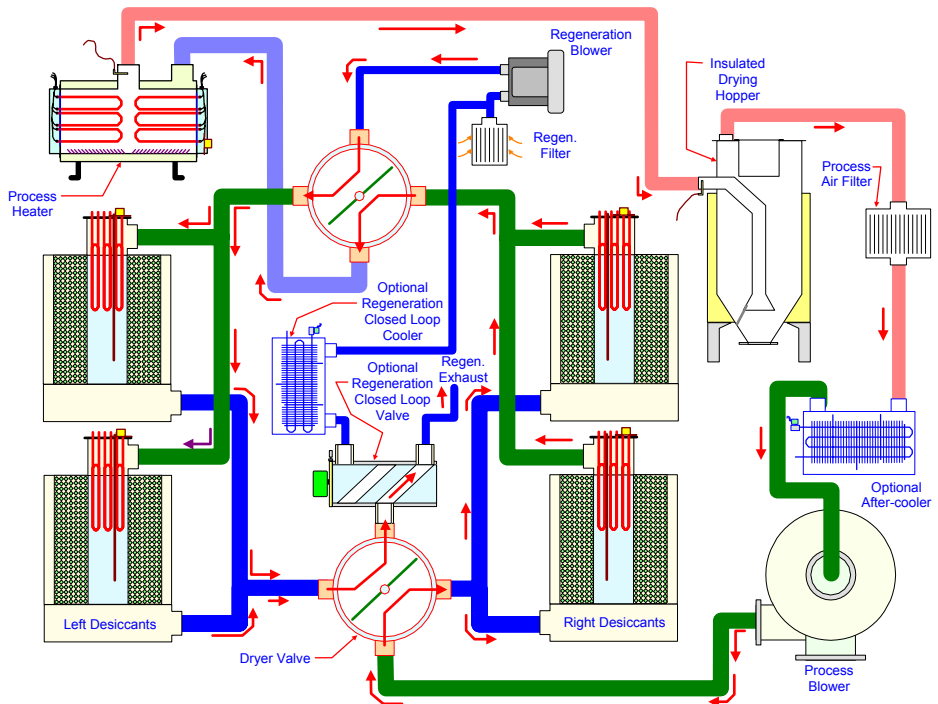 Regeneration
Blower
Insulated
Drying
Hopper
Regen.
Filter
Process
Air Filter
Process
Heater
Optional
Regeneration
Closed Loop
Cooler
Optional
Regeneration
Closed Loop
Valve
Regen.
Exhaust
Optional
After-cooler
Left Desiccants
Right Desiccants
Dryer Valve
Process
Blower